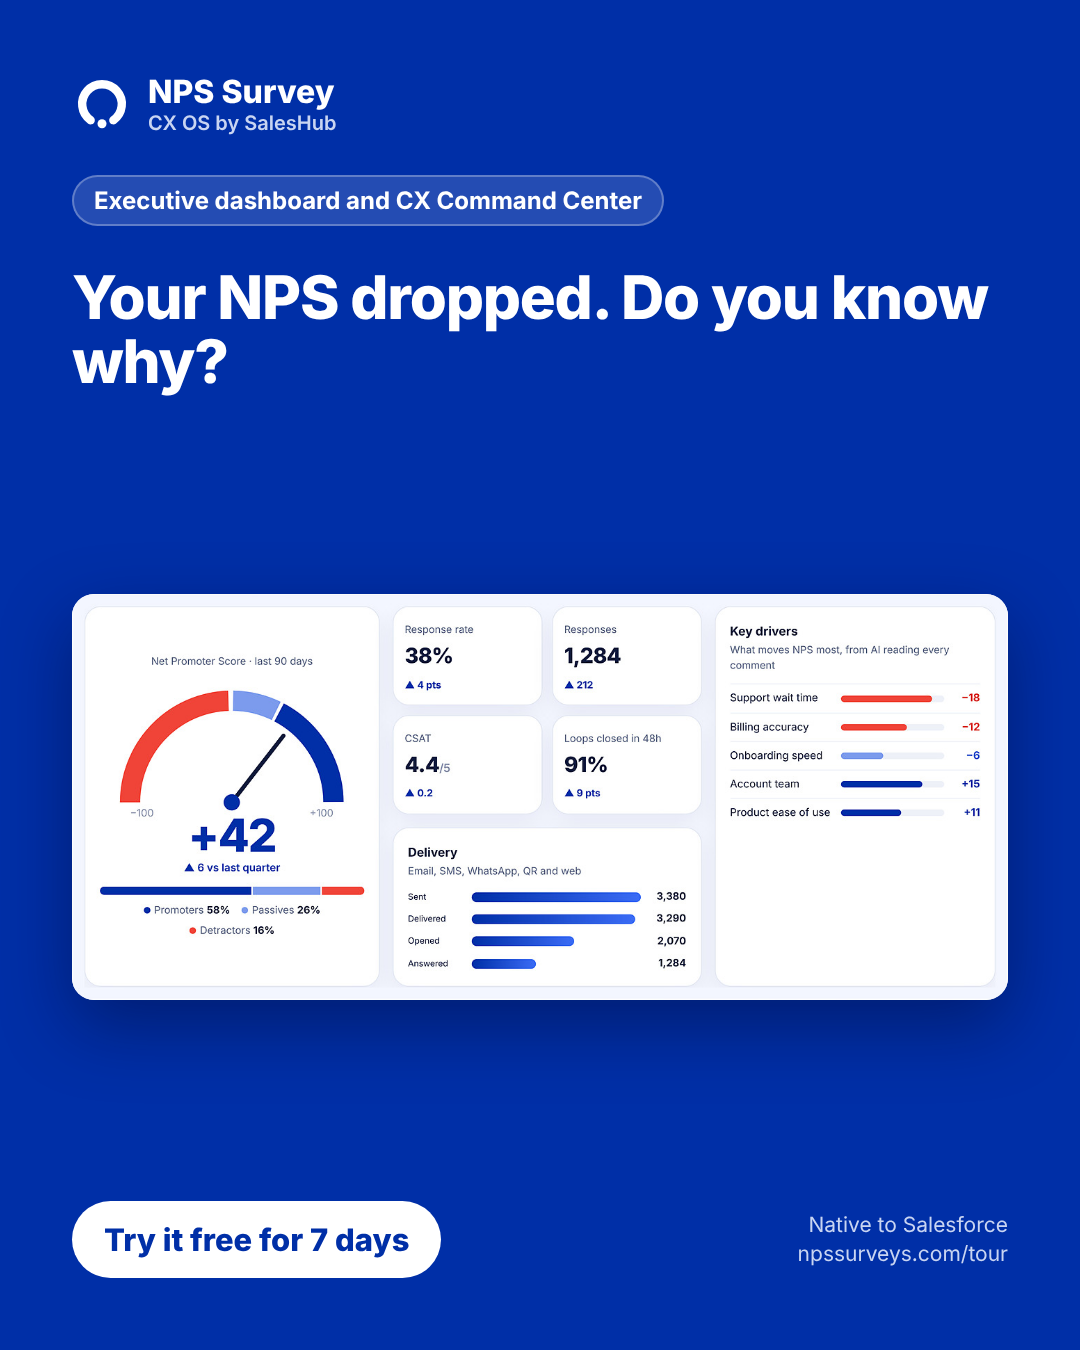 NPS Survey
CX OS by SalesHub
Executive dashboard and CX Command Center
Your NPS dropped. Do you know
why?
Net Promoter Score · last 90 days
−100
+100
+42
▲ 6 vs last quarter
Promoters 58%
Passives 26%
Detractors 16%
Response rate
38%
▲ 4 pts
Responses
1,284
▲ 212
CSAT
4.4/5
▲ 0.2
Loops closed in 48h
91%
▲ 9 pts
Delivery
Email, SMS, WhatsApp, QR and web
Sent 3,380
Delivered 3,290
Opened 2,070
Answered 1,284
Key drivers
What moves NPS most, from AI reading every
comment
Support wait time −18
Billing accuracy −12
Onboarding speed −6
Account team +15
Product ease of use +11
Try it free for 7 days
Native to Salesforce
npssurveys.com/tour